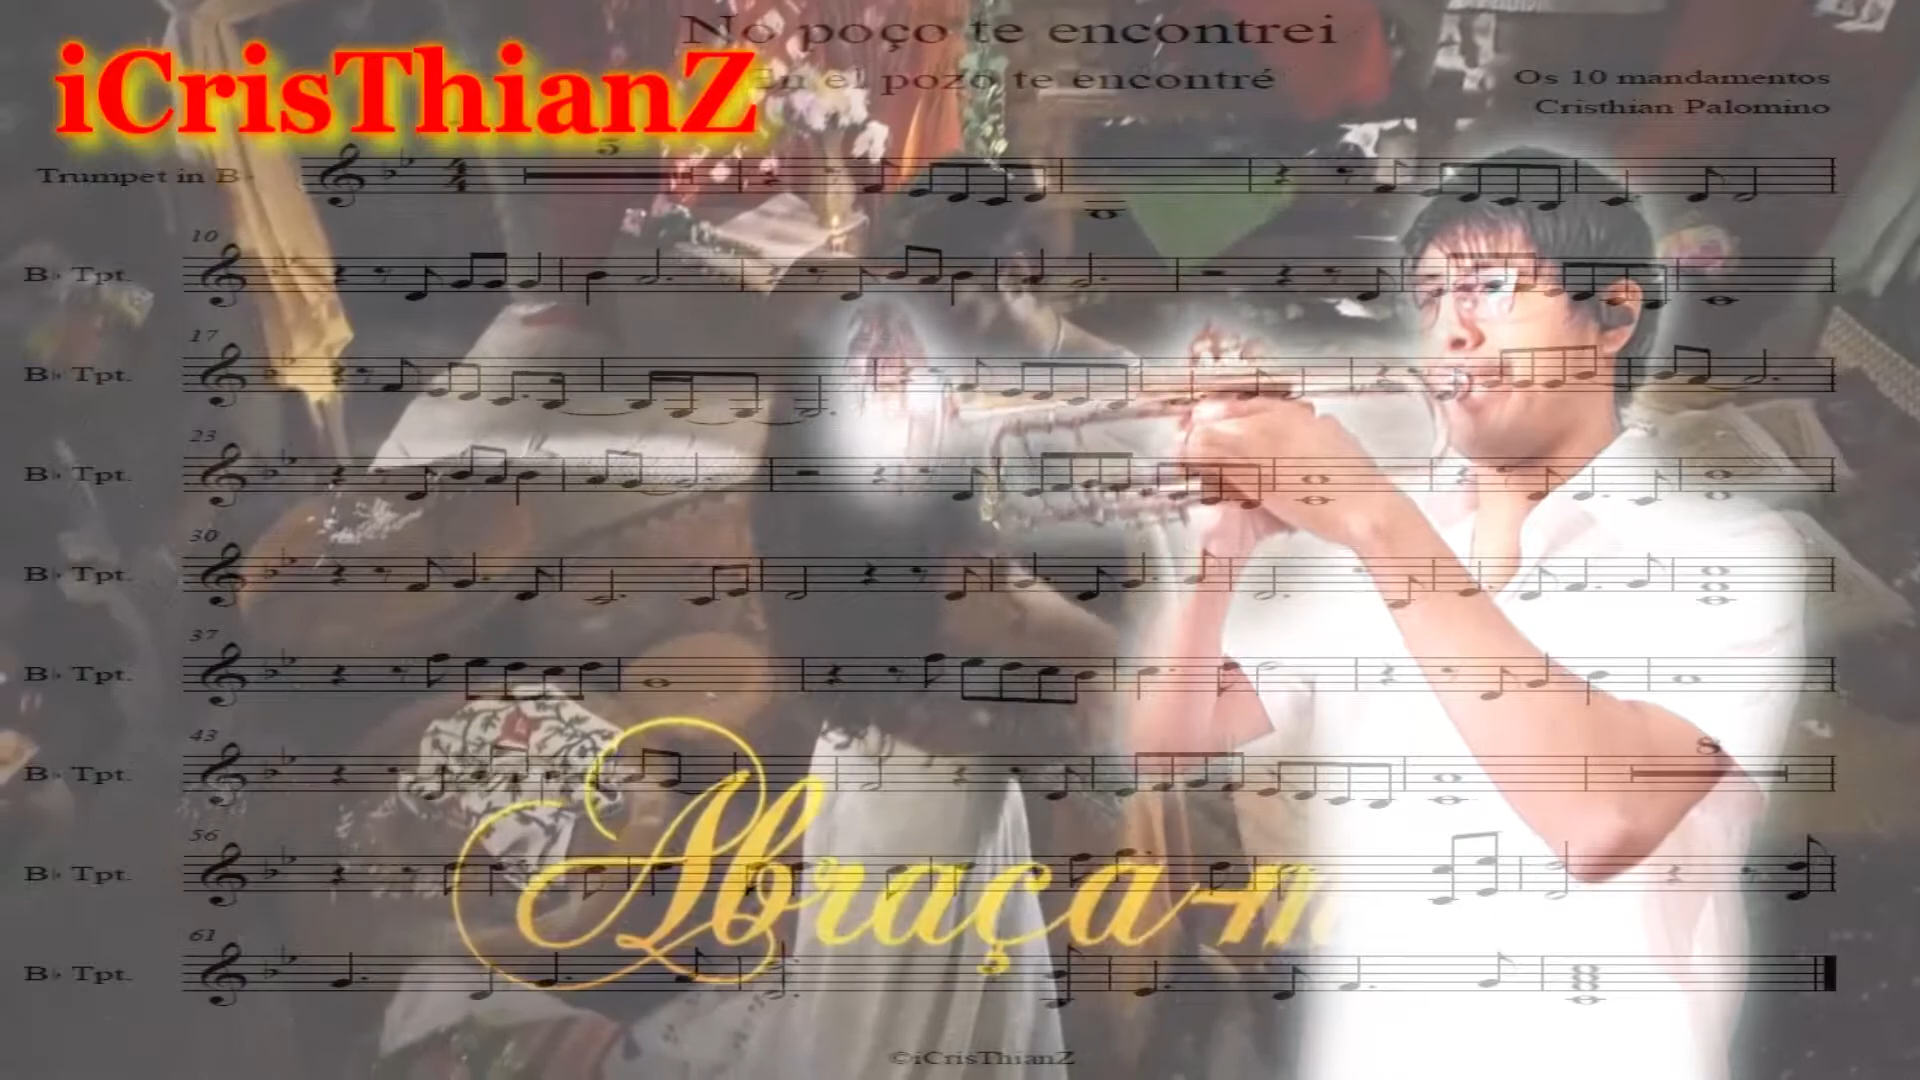 No poço te encontrei
iCrisThianZ
En el pozo te encontré
Os 10 mandamentos
Cristhian Palomino
Trumpet in B♭
5
10
B♭ Tpt.
17
B♭ Tpt.
23
B♭ Tpt.
30
B♭ Tpt.
37
B♭ Tpt.
43
B♭ Tpt.
8
56
B♭ Tpt.
61
B♭ Tpt.
Abraça-m
©iCrisThianZ